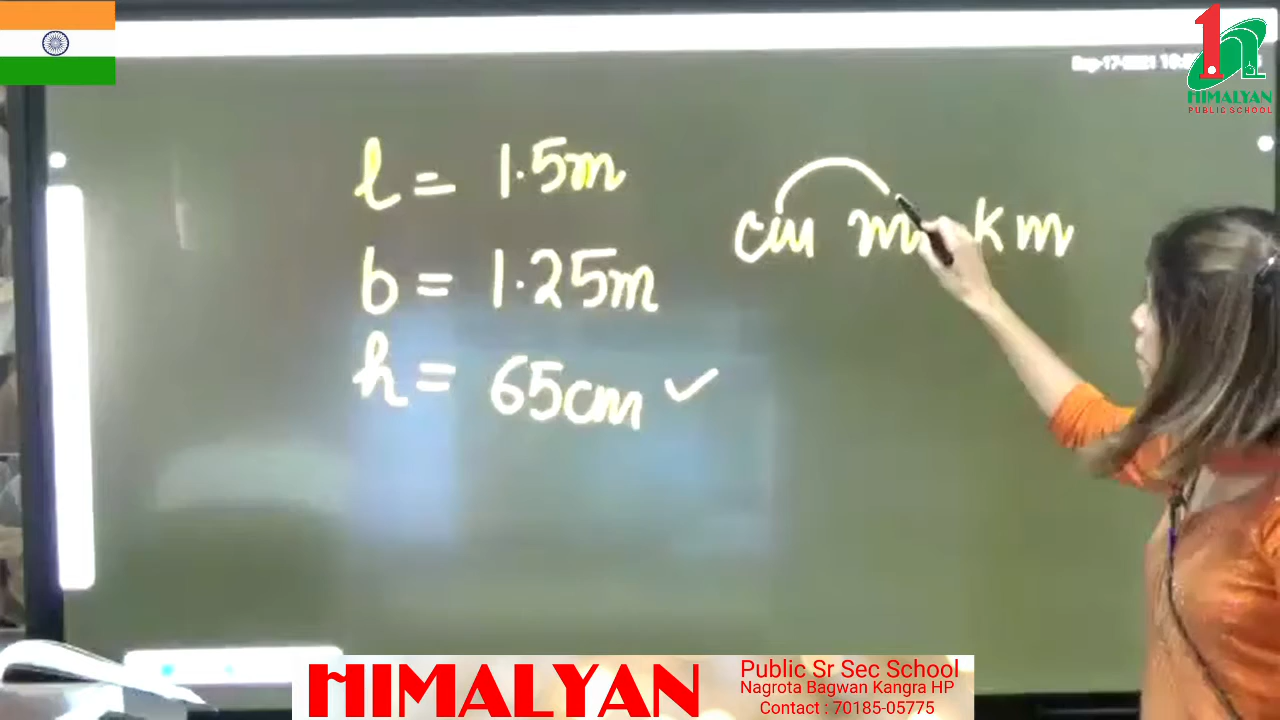 HIMALYAN
PUBLIC SCHOOL
l = 1.5m
b = 1.25m
h = 65cm ✓
cm m km
HIMALYAN
Public Sr Sec School
Nagrota Bagwan Kangra HP
Contact : 70185-05775